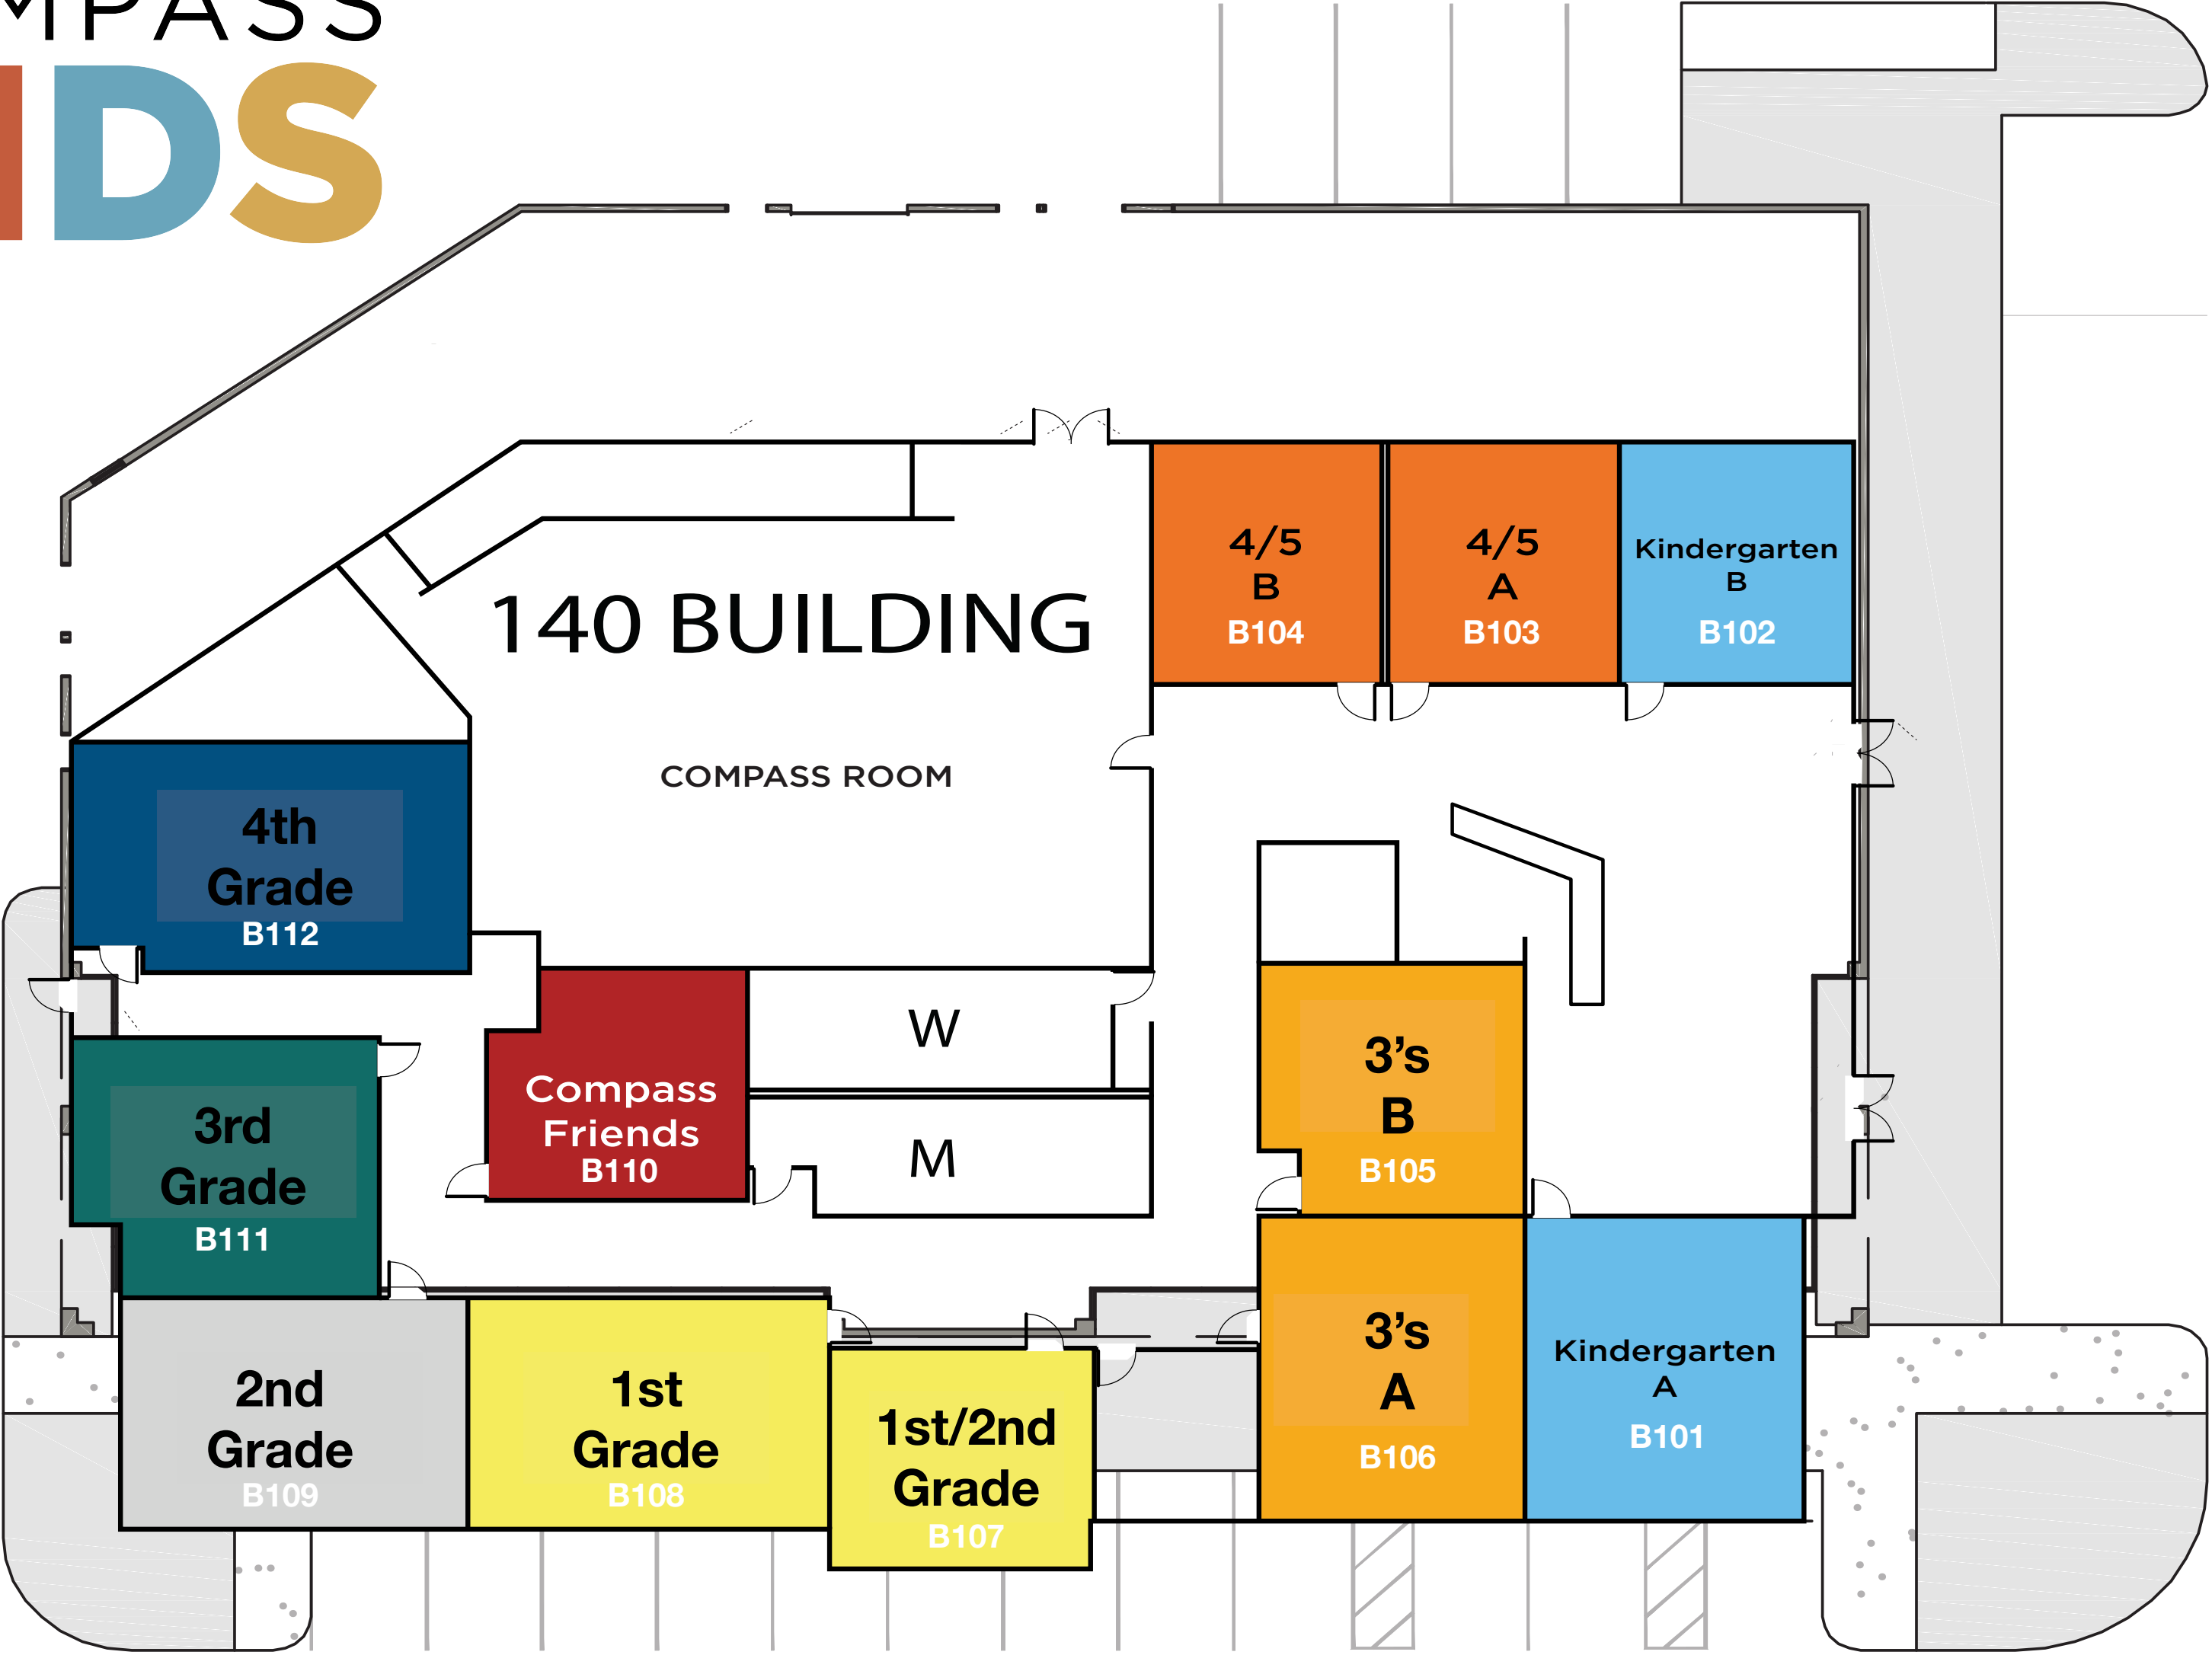 MPASS
IDS
140 BUILDING
COMPASS ROOM
4/5
B
B104
4/5
A
B103
Kindergarten
B
B102
4th
Grade
B112
W
M
Compass
Friends
B110
3rd
Grade
B111
3's
B
B105
2nd
Grade
B109
1st
Grade
B108
1st/2nd
Grade
B107
3's
A
B106
Kindergarten
A
B101